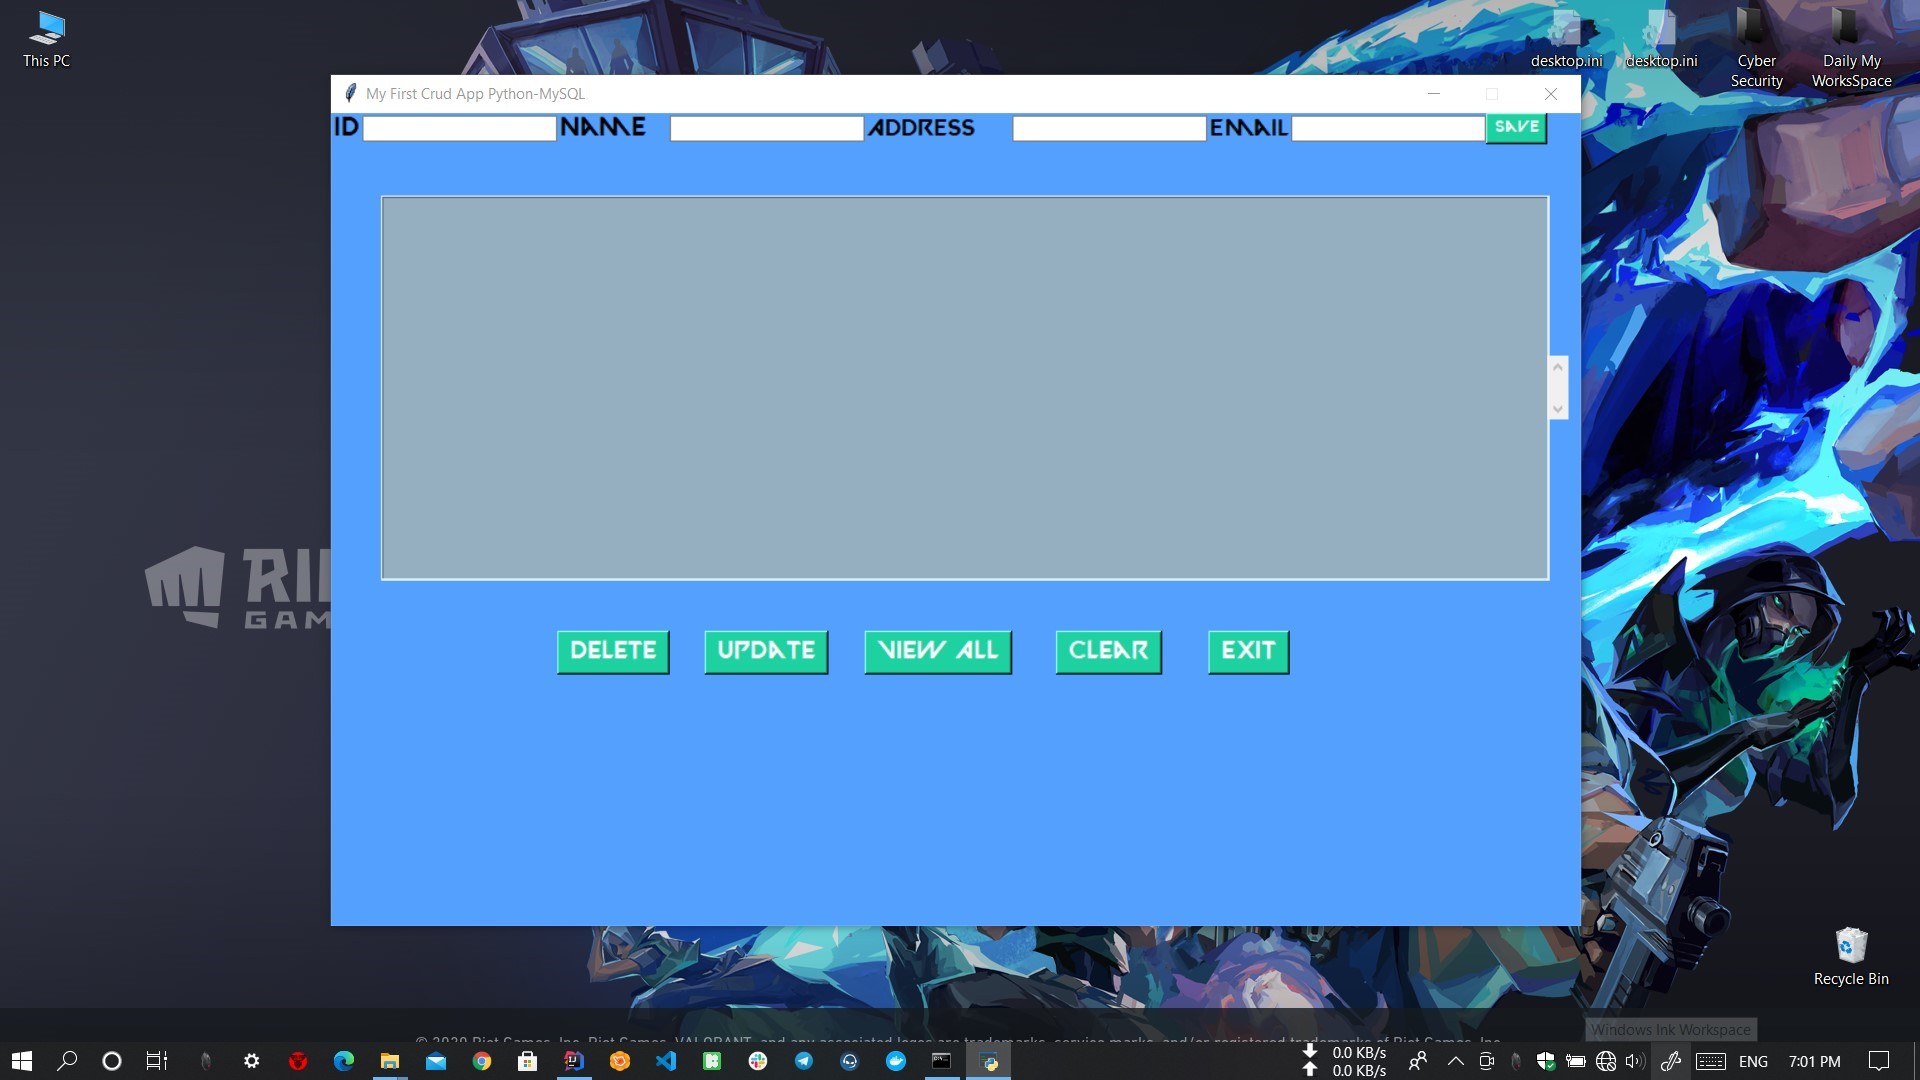 This PC
desktop.ini
desktop.ini
Cyber
Security
Daily My
WorksSpace
My First Crud App Python-MySQL
ID
NAME
ADDRESS
EMAIL
SAVE
GAM
DELETE
UPDATE
VIEW ALL
CLEAR
EXIT
Recycle Bin
Windows Ink Workspace
© 2020 Riot Games, Inc. Riot Games, VALORANT, and any associated logos are trademarks, service marks, and/or registered trademarks of Riot Games, Inc.
0.0 KB/s
0.0 KB/s
ENG
7:01 PM